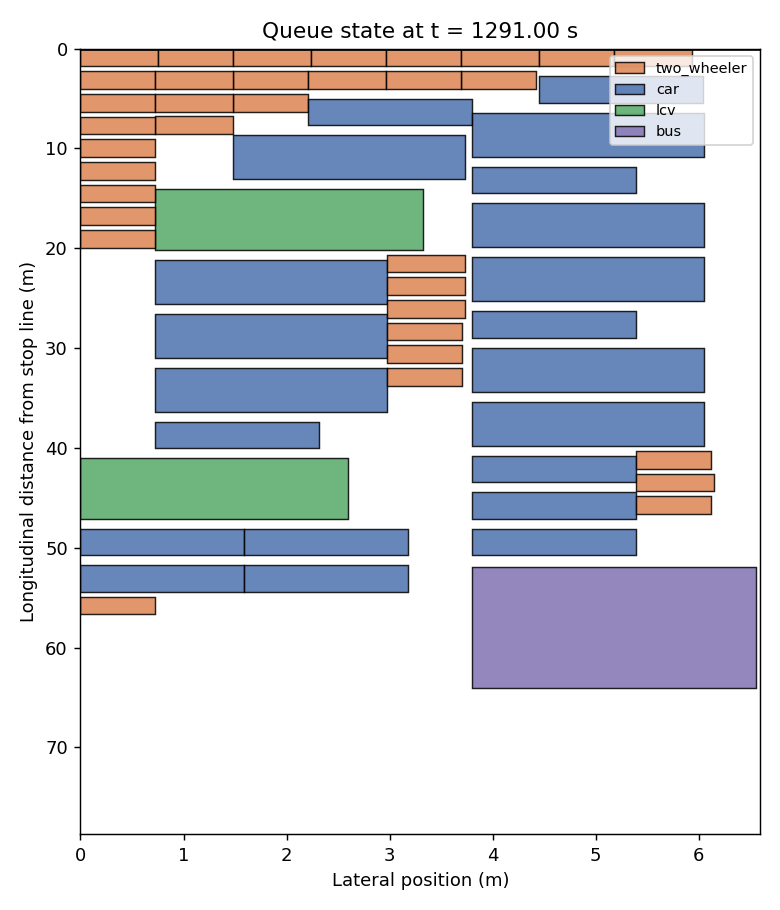 Queue state at t = 1291.00 s
two_wheeler
car
lcv
bus
0
10
20
30
40
50
60
70
Longitudinal distance from stop line (m)
0 1 2 3 4 5 6
Lateral position (m)